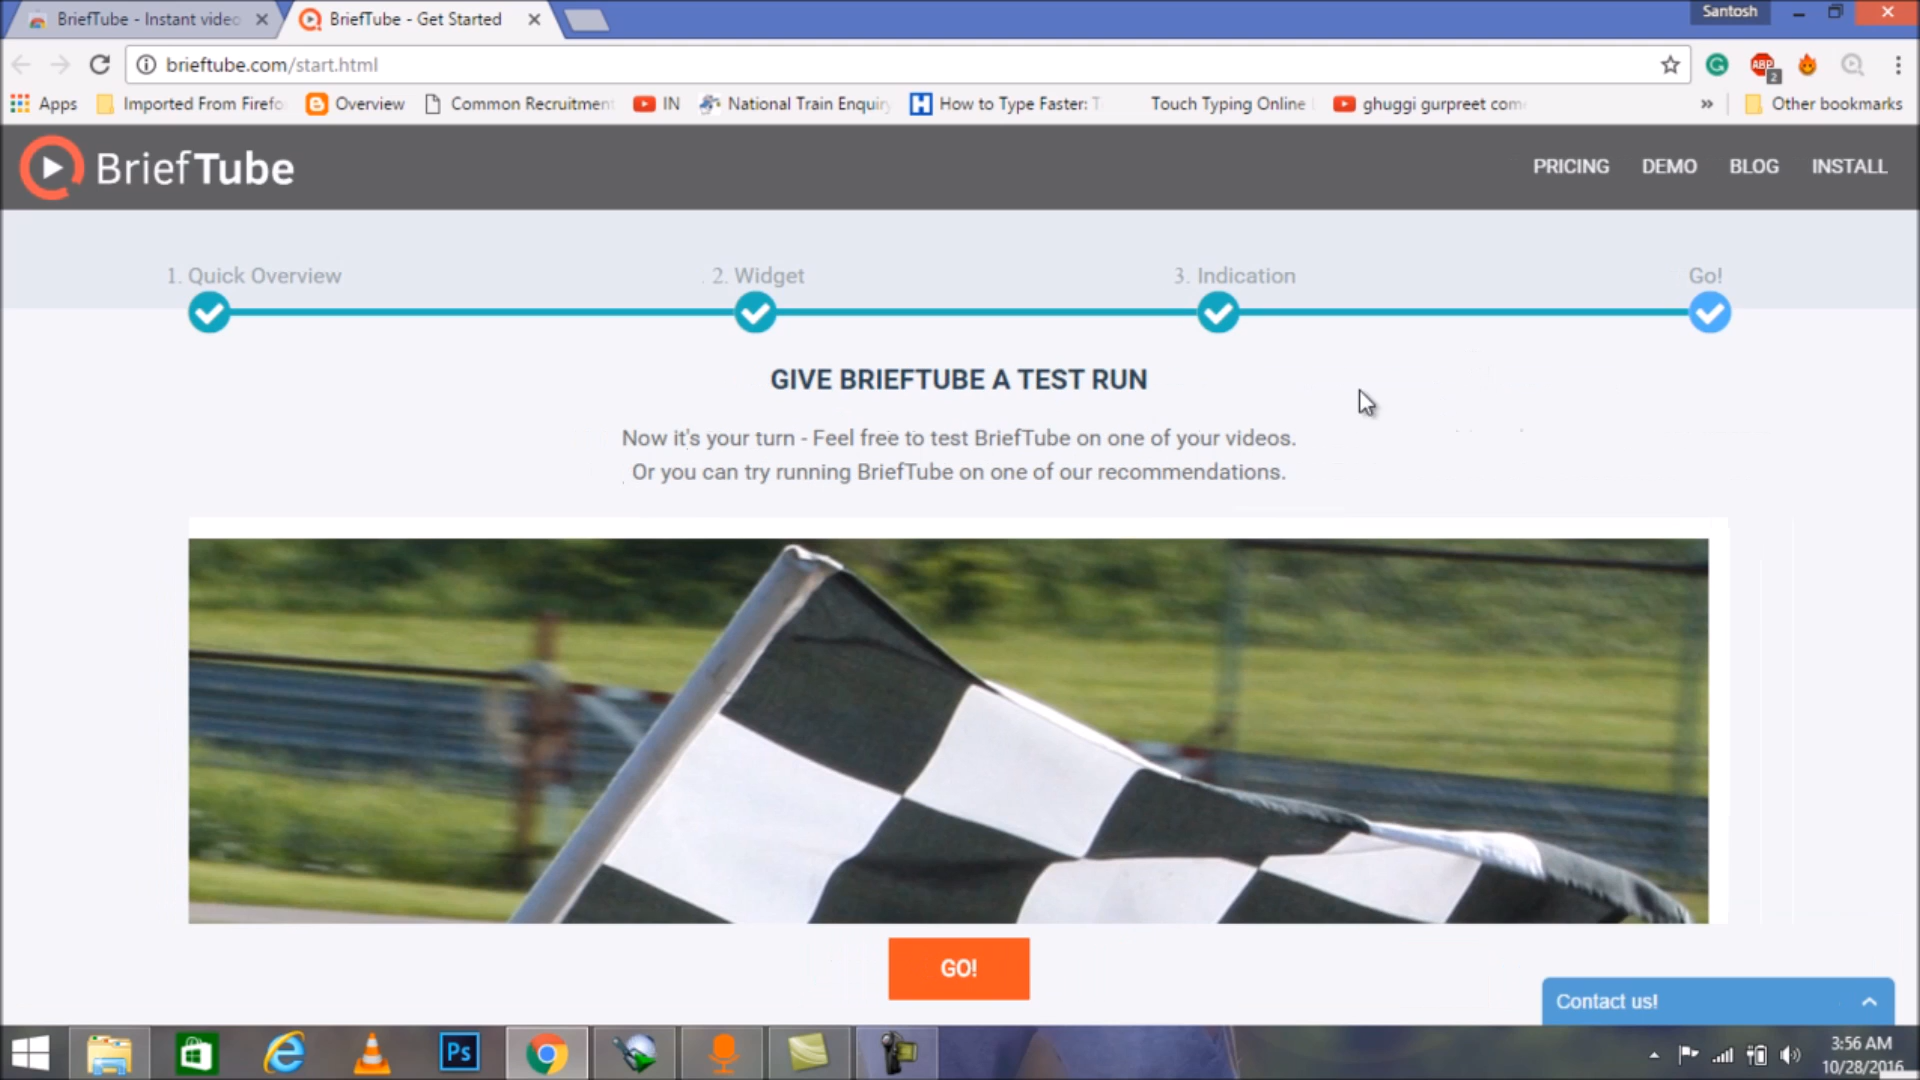 BriefTube - Instant video
BriefTube - Get Started
Santosh
brieftube.com/start.html
ABP
2
Apps
Imported From Firefo
Overview
Common Recruitment
IN
National Train Enquiry
How to Type Faster: T
Touch Typing Online
ghuggi gurpreet come
»
Other bookmarks
BriefTube
PRICING
DEMO
BLOG
INSTALL
1. Quick Overview
2. Widget
3. Indication
Go!
GIVE BRIEFTUBE A TEST RUN
Now it's your turn - Feel free to test BriefTube on one of your videos.
Or you can try running BriefTube on one of our recommendations.
GO!
Contact us!
Ps
3:56 AM
10/28/2016